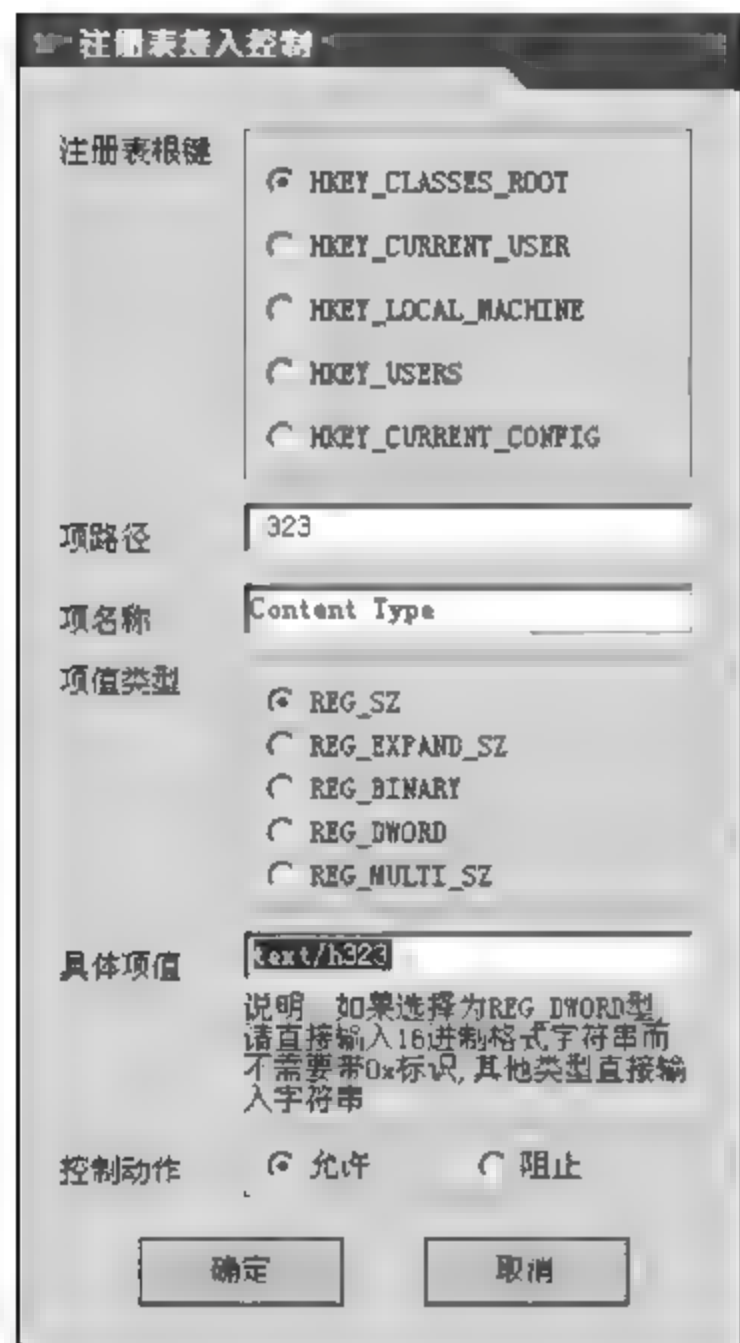 注册表接入控制
注册表根键
HKEY_CLASSES_ROOT
HKEY_CURRENT_USER
HKEY_LOCAL_MACHINE
HKEY_USERS
HKEY_CURRENT_CONFIG
项路径 323
项名称 Content Type
项值类型
REG_SZ
REG_EXPAND_SZ
REG_BINARY
REG_DWORD
REG_MULTI_SZ
具体项值 text/h323
说明 如果选择为REG_DWORD型,
请直接输入16进制格式字符串而
不需要带0x标识,其他类型直接输
入字符串
控制动作 允许 阻止
确定 取消